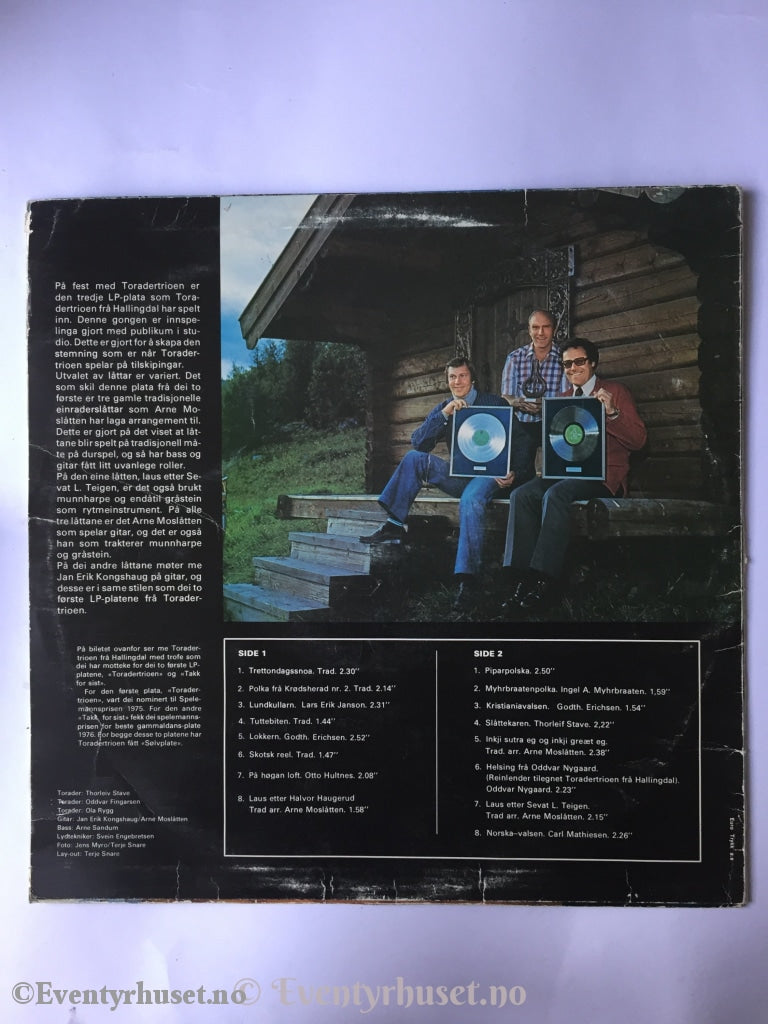 På fest med Toradertrioen er
den tredje LP-plata som Tora-
dertrioen frå Hallingdal har spelt
inn. Denne gongen er innspe-
linga gjort med publikum i stu-
dio. Dette er gjort for å skapa den
stemning som er når Torader-
trioen spelar på tilskipingar.
Utvalet av låttar er variert. Det
som skil denne plata frå dei to
første er tre gamle tradisjonelle
einraderslåttar som Arne Mo-
slåtten har laga arrangement til.
Dette er gjort på det viset at låt-
tane blir spelt på tradisjonell må-
te på durspel, og så har bass og
gitar fått litt uvanlege roller.
På den eine låtten, laus etter Se-
vat L. Teigen, er det også brukt
munnharpe og endåtil gråstein
som rytmeinstrument. På alle
tre låttane er det Arne Moslåtten
som spelar gitar, og det er også
han som trakterer munnharpe
og gråstein.
På dei andre låttane møter me
Jan Erik Kongshaug på gitar, og
desse er i same stilen som dei to
første LP-platene frå Torader-
trioen.
På biletet ovanfor ser me Torader-
trioen frå Hallingdal med trofe som
dei har motteke for dei to første LP-
platene, «Toradertrioen» og «Takk
for sist».
For den første plata, «Torader-
trioen», vart dei nominert til Spele-
mannsprisen 1975. For den andre
«Takk for sist» fekk dei spelemanns-
prisen for beste gammaldans-plate
1976. For begge desse to platene har
Toradertrioen fått «Sølvplate».
Torader: Thorleiv Stave
Torader: Oddvar Fingarsen
Torader: Ola Rygg
Gitar: Jan Erik Kongshaug/Arne Moslåtten
Bass: Arne Sandum
Lydtekniker: Svein Engebretsen
Foto: Jens Myro/Terje Snare
Lay-out: Terje Snare
SIDE 1
1. Trettondagssnoa. Trad. 2.30"
2. Polka frå Krødsherad nr. 2. Trad. 2.14"
3. Lundkullarn. Lars Erik Janson. 2.31"
4. Tuttebiten. Trad. 1.44"
5. Lokkern. Godth. Erichsen. 2.52"
6. Skotsk reel. Trad. 1.47"
7. På høgan loft. Otto Hultnes. 2.08"
8. Laus etter Halvor Haugerud
Trad arr. Arne Moslåtten. 1.58"
SIDE 2
1. Piparpolska. 2.50"
2. Myhrbraatenpolka. Ingel A. Myhrbraaten. 1,59"
3. Kristianiavalsen. Godth. Erichsen. 1.54"
4. Slåttekaren. Thorleif Stave. 2,22"
5. Inkji sutra eg og inkji greæt eg.
Trad. arr. Arne Moslåtten. 2.38"
6. Helsing frå Oddvar Nygaard.
(Reinlender tilegnet Toradertrioen frå Hallingdal).
Oddvar Nygaard. 2.23"
7. Laus etter Sevat L. Teigen.
Trad arr. Arne Moslåtten. 2.15"
8. Norska-valsen. Carl Mathiesen. 2.26"
Euro Trykk a.s
©Eventyrhuset.no
© Eventyrhuset.no